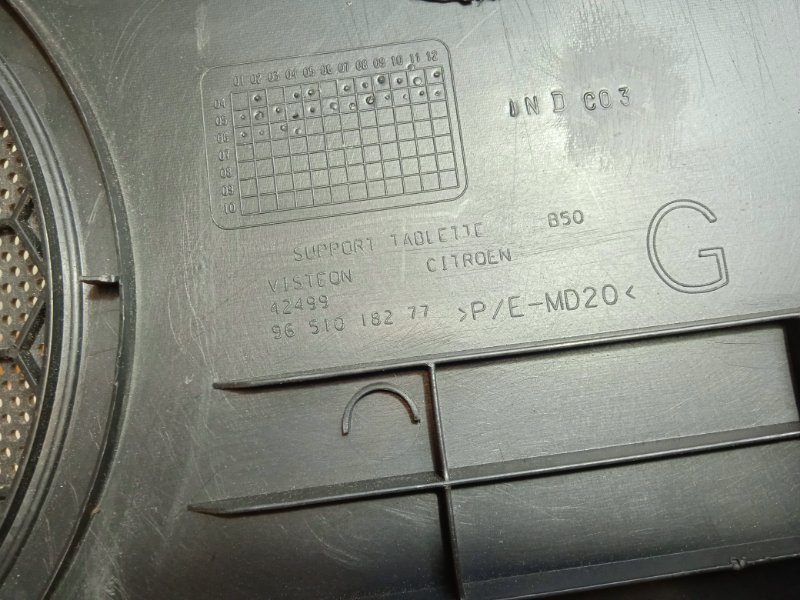 01 02 03 04 05 06 07 08 09 10 11 12
04
05
06
07
08
09
10
IND C03
SUPPORT TABLETTE B50
VISTEON CITROEN
42499
96 510 182 77 >P/E-MD20<
G